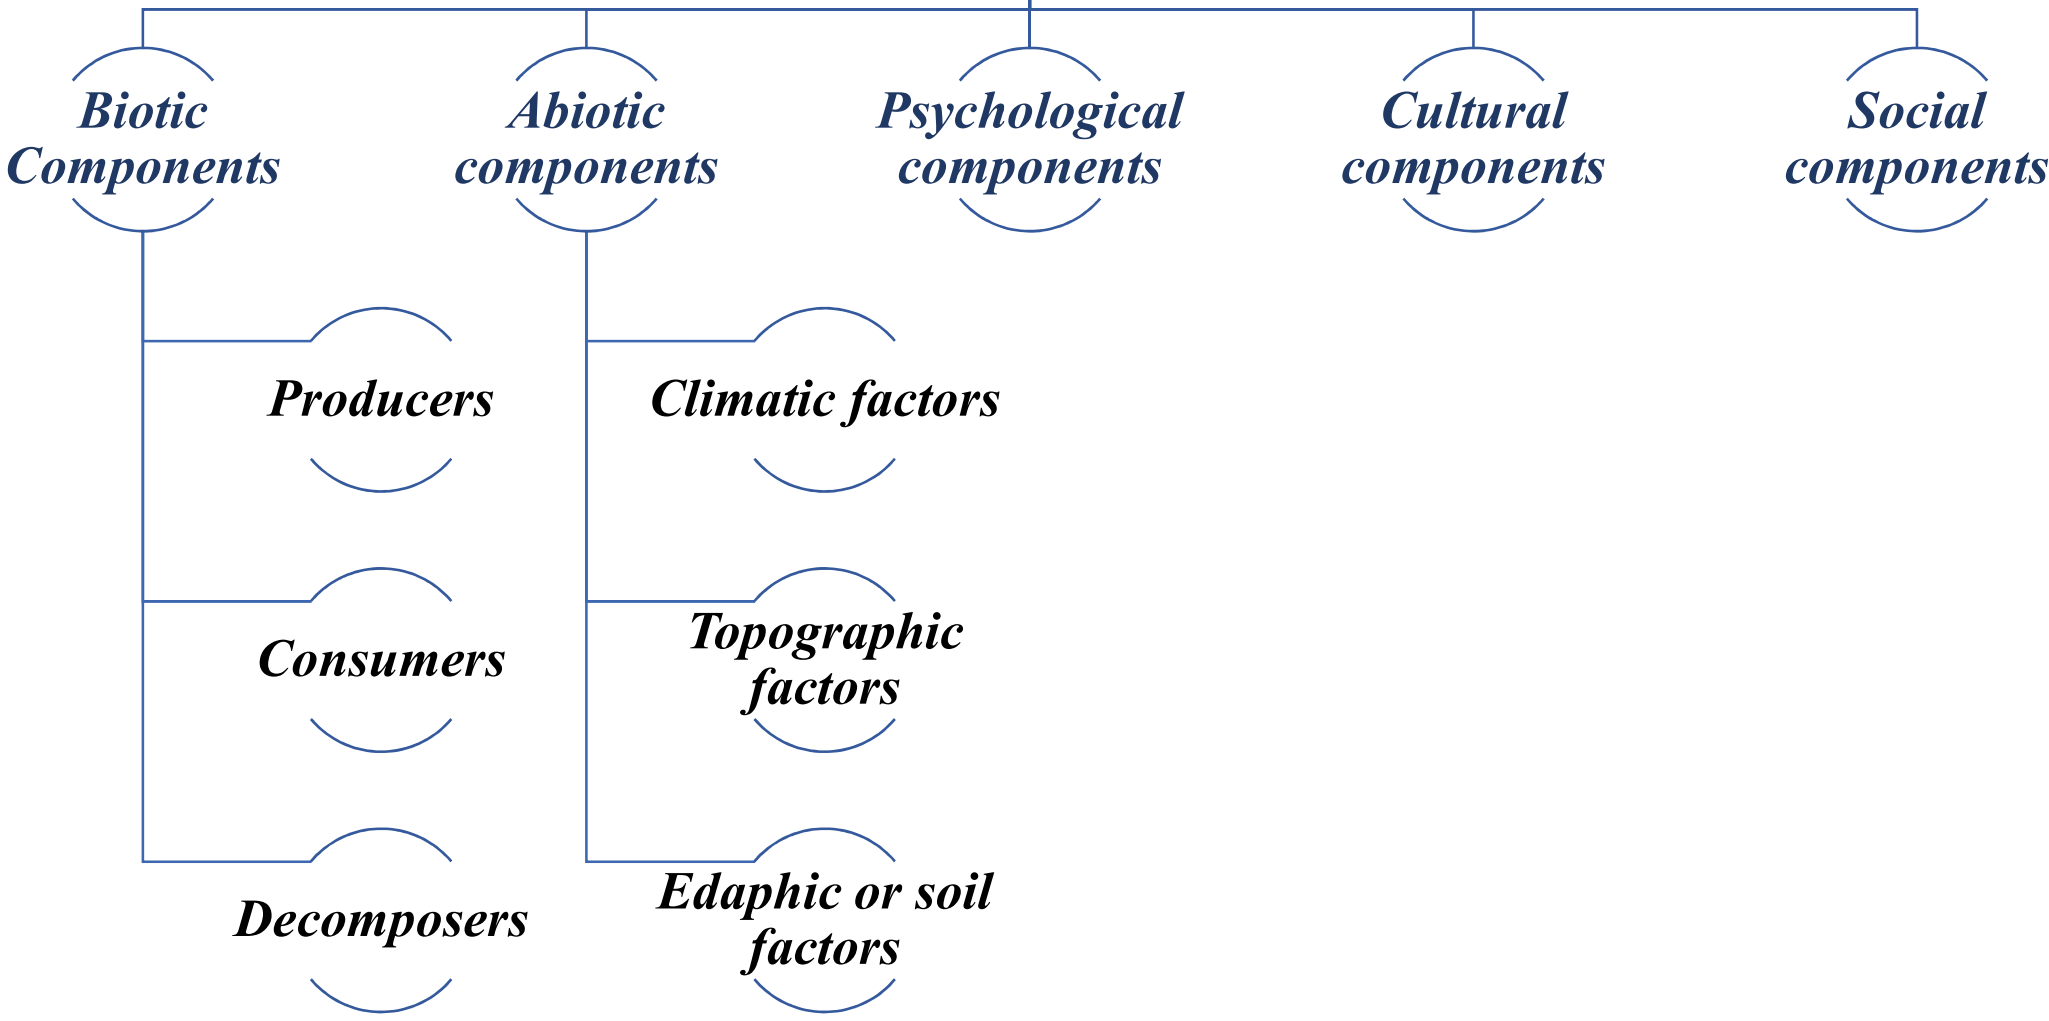 Biotic
Components
Abiotic
components
Psychological
components
Cultural
components
Social
components
Producers
Climatic factors
Consumers
Topographic
factors
Decomposers
Edaphic or soil
factors